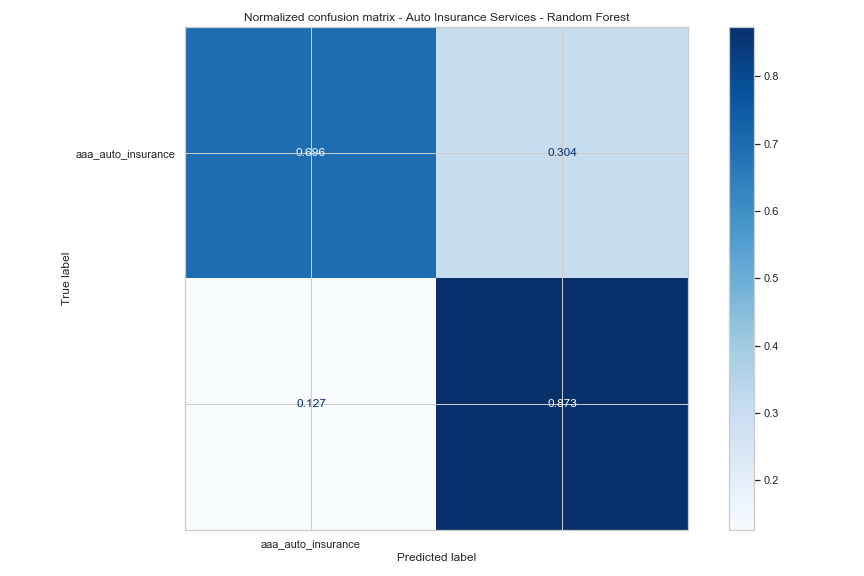 Normalized confusion matrix - Auto Insurance Services - Random Forest
aaa_auto_insurance
0.696
0.304
0.127
0.873
True label
aaa_auto_insurance
Predicted label
0.8
0.7
0.6
0.5
0.4
0.3
0.2